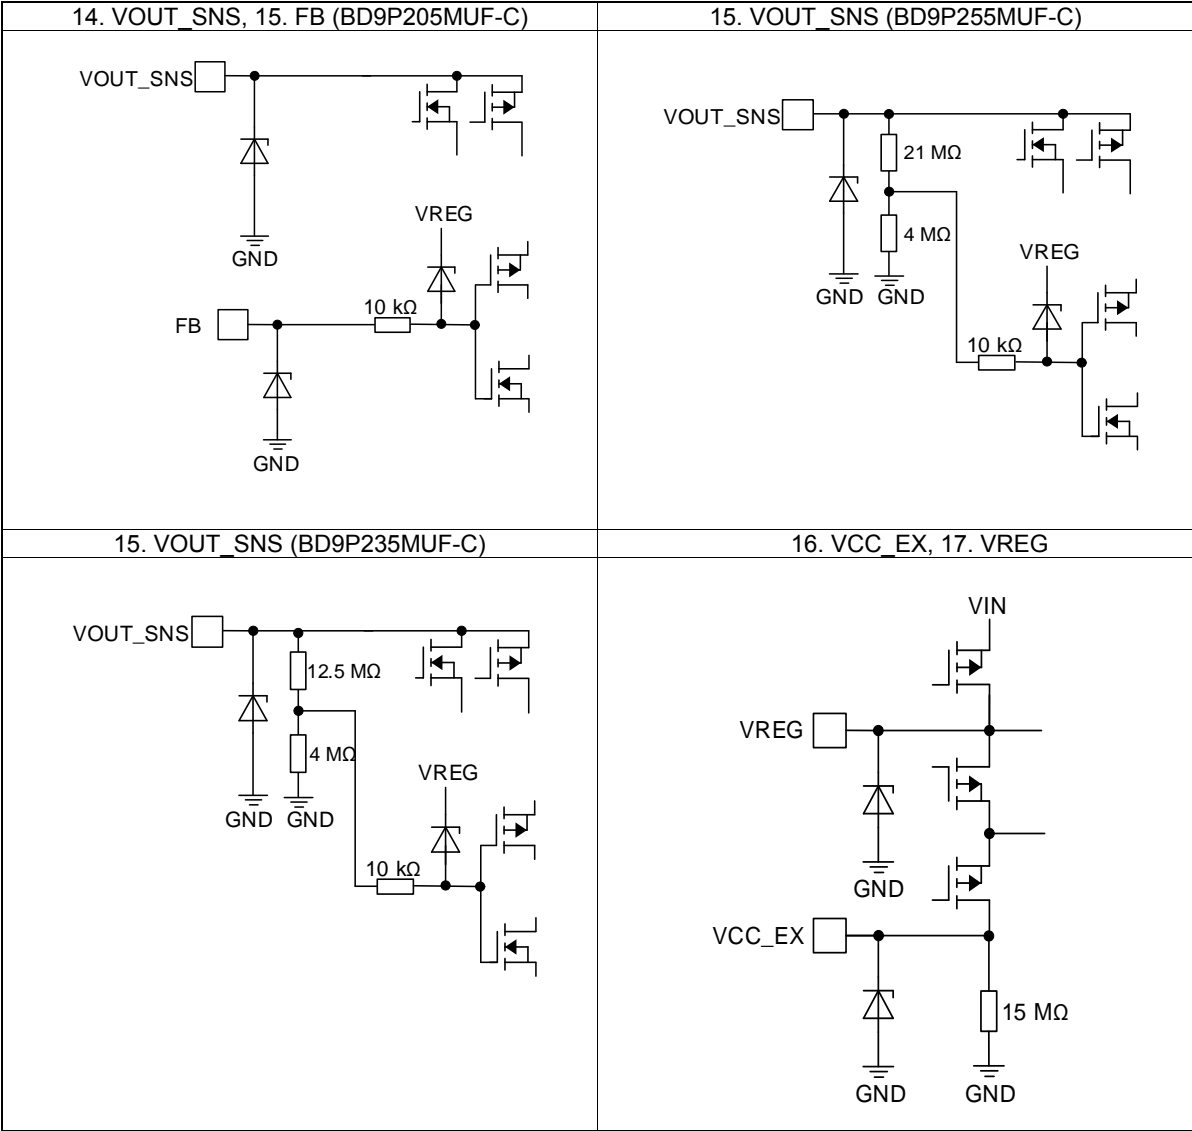 14. VOUT_SNS, 15. FB (BD9P205MUF-C)
VOUT_SNS
GND
VREG
10 kΩ
FB
GND
15. VOUT_SNS (BD9P255MUF-C)
VOUT_SNS
21 MΩ
4 MΩ
GND
GND
VREG
10 kΩ
15. VOUT_SNS (BD9P235MUF-C)
VOUT_SNS
12.5 MΩ
4 MΩ
GND
GND
VREG
10 kΩ
16. VCC_EX, 17. VREG
VIN
VREG
GND
VCC_EX
15 MΩ
GND
GND